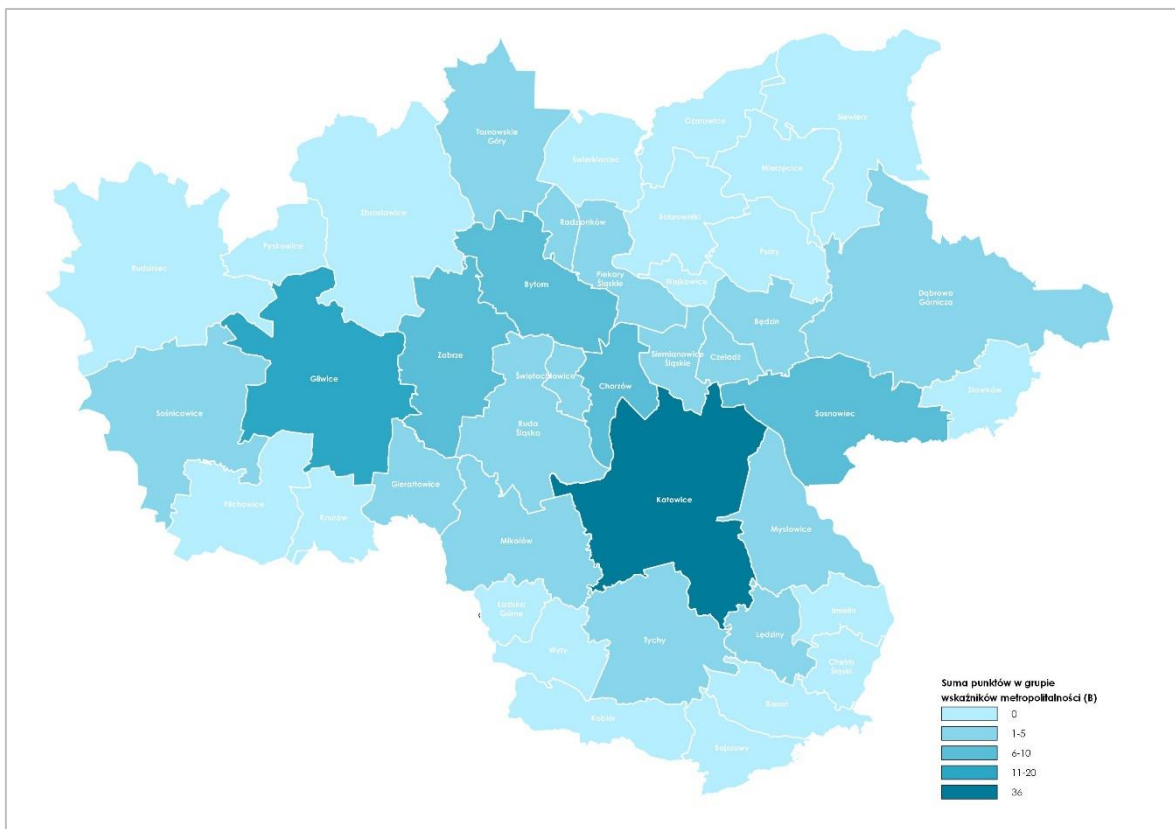 Siewierz
Ożarowice
Tarnowskie
Góry
Mierzęcice
Świerklaniec
Zbrosławice
Radzionków
Bobrowniki
Pyskowice
Psary
Rudziniec
Piekary
Śląskie
Wojkowice
Bytom
Dąbrowa
Górnicza
Będzin
Zabrze
Siemianowice
Śląskie
Czeladź
Świętochłowice
Gliwice
Chorzów
Sławków
Sośnicowice
Sosnowiec
Ruda
Śląska
Gierałtowice
Pilchowice
Knurów
Katowice
Mysłowice
Mikołów
Łaziska
Górne
Imielin
Tychy
Lędziny
Wyry
Chełm
Śląski
Bieruń
Kobiór
Bojszowy
Suma punktów w grupie
wskaźników metropolitalności (B)
0
1-5
6-10
11-20
36